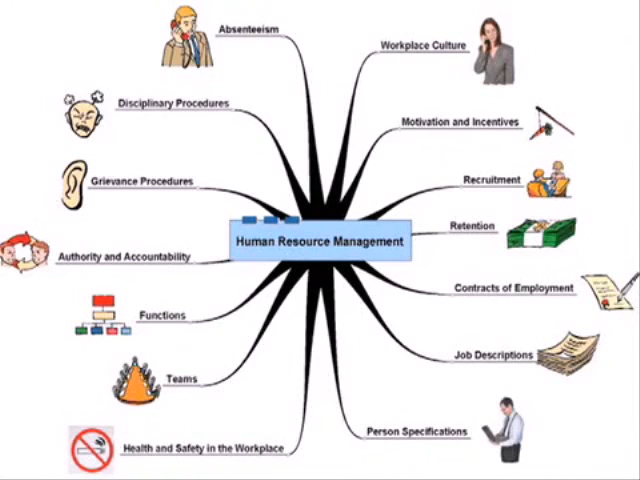 Absenteeism
Workplace Culture
Disciplinary Procedures
Motivation and Incentives
Grievance Procedures
Recruitment
Retention
Human Resource Management
Authority and Accountability
Contracts of Employment
Functions
Job Descriptions
Teams
Person Specifications
Health and Safety in the Workplace